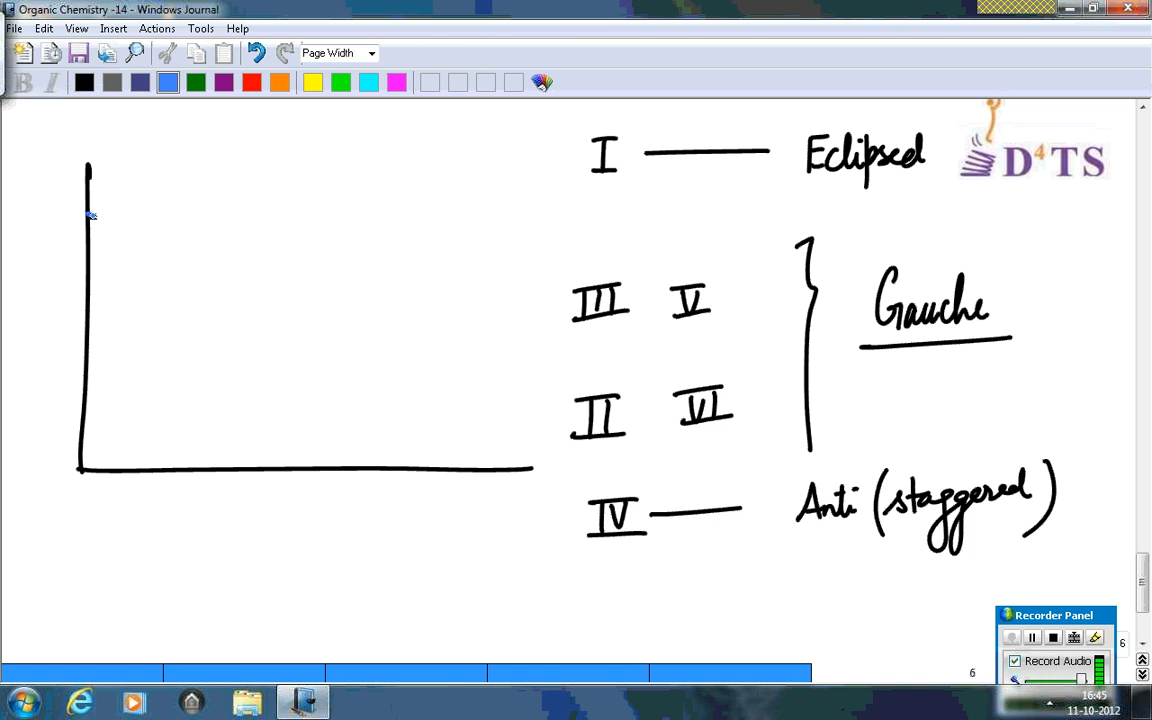 Organic Chemistry -14 - Windows Journal
File Edit View Insert Actions Tools Help
Page Width
B I
I — Eclipsed
D4TS
III V
Gauche
II VI
IV — Anti (staggered)
Recorder Panel
6
Record Audio
6
16:45
11-10-2012